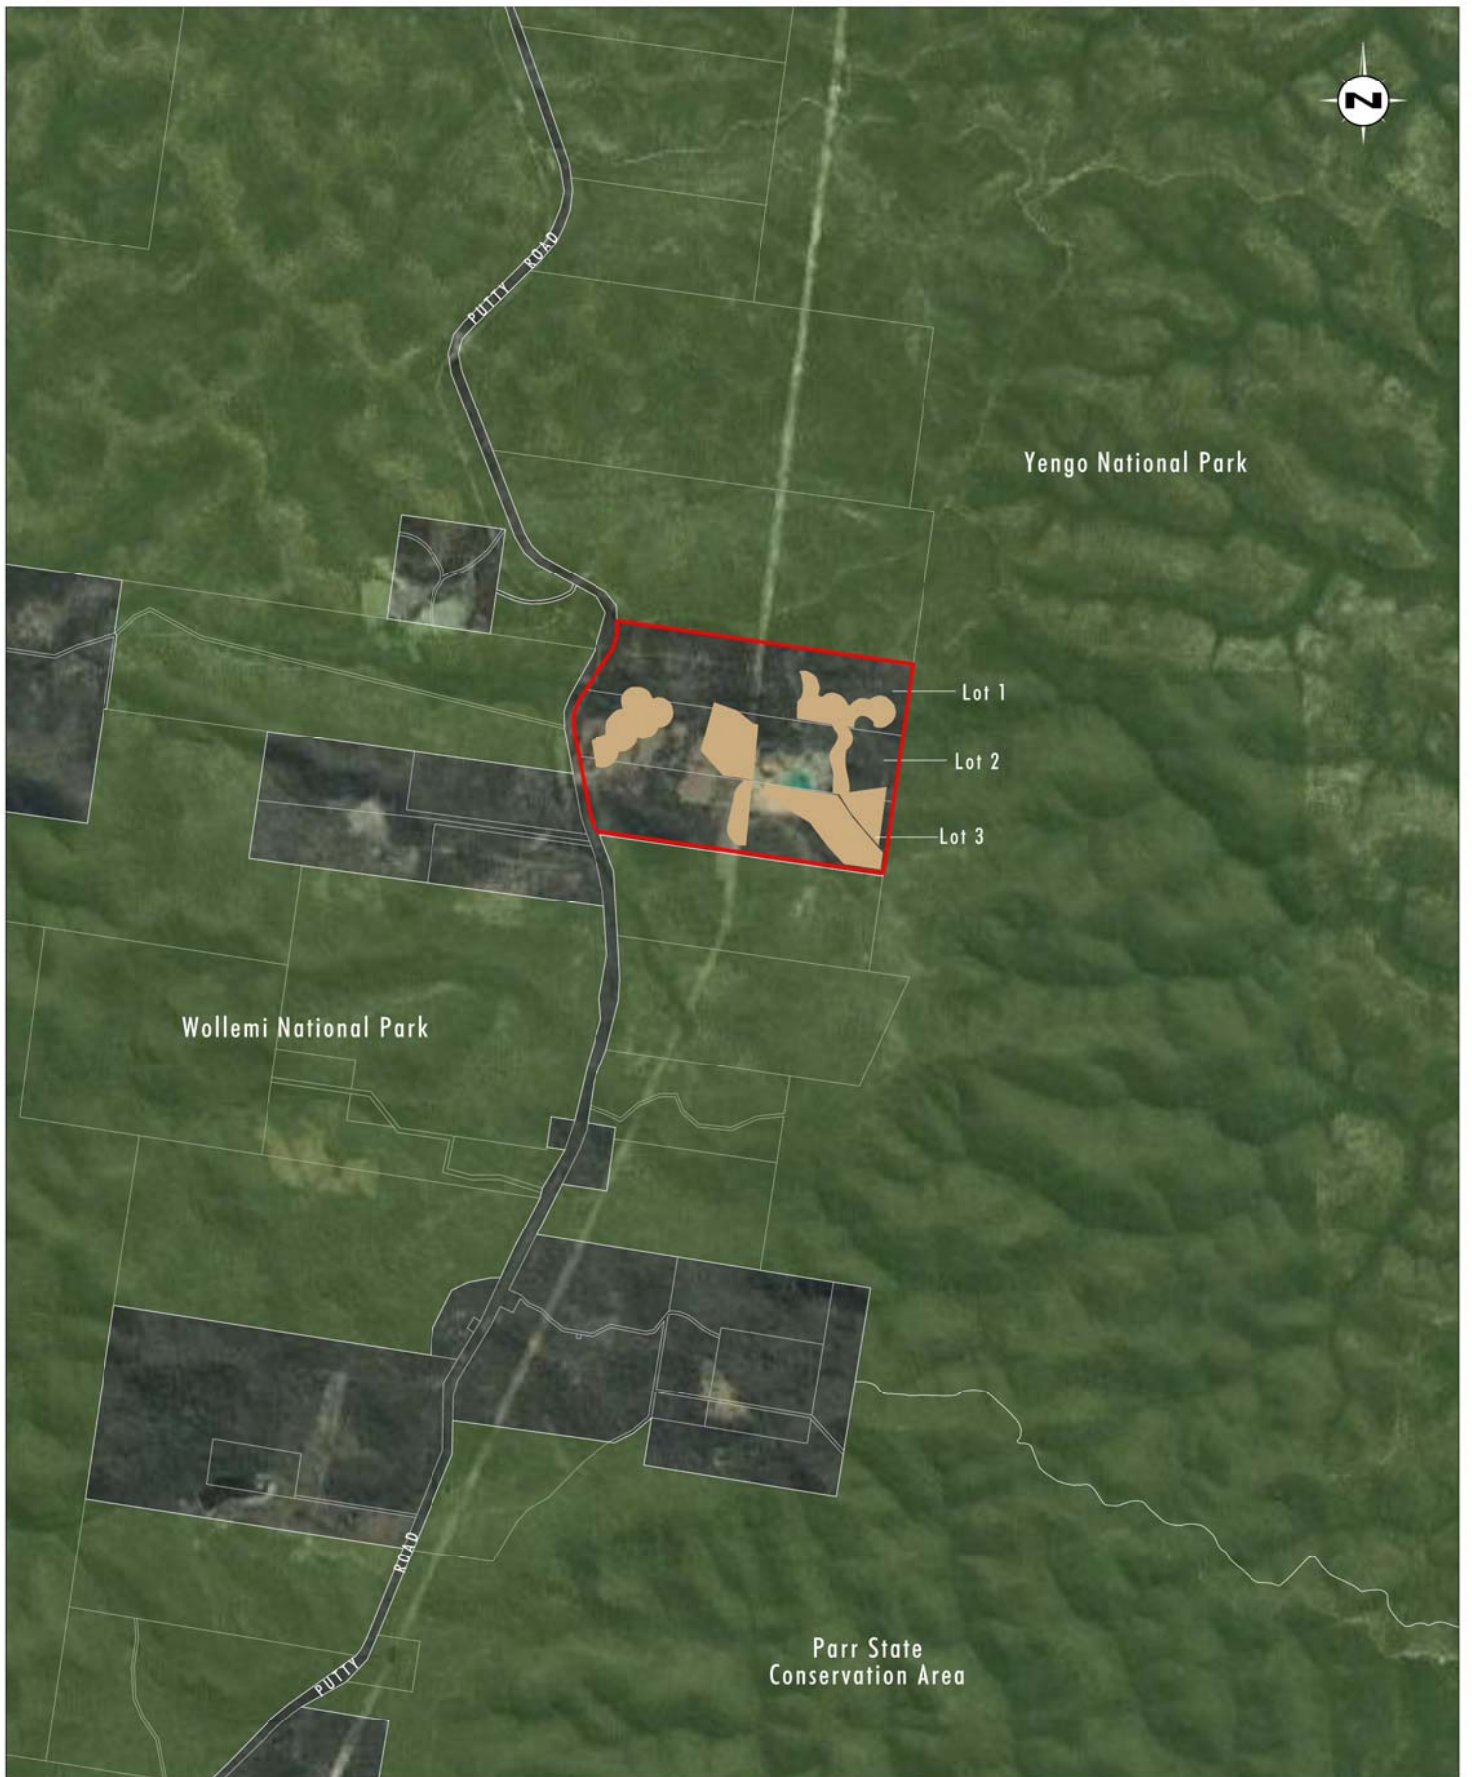 N
PUTTY ROAD
Yengo National Park
Lot 1
Lot 2
Lot 3
Wollemi National Park
PUTTY ROAD
Parr State
Conservation Area